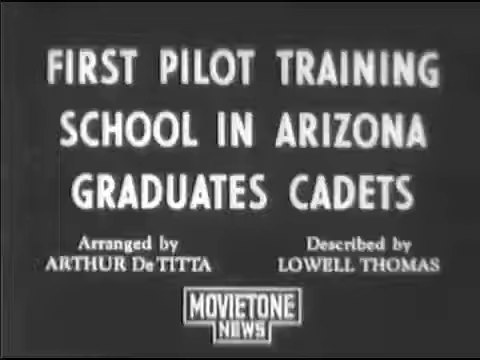 FIRST PILOT TRAINING
SCHOOL IN ARIZONA
GRADUATES CADETS
Arranged by
ARTHUR De TITTA
Described by
LOWELL THOMAS
MOVIETONE
NEWS